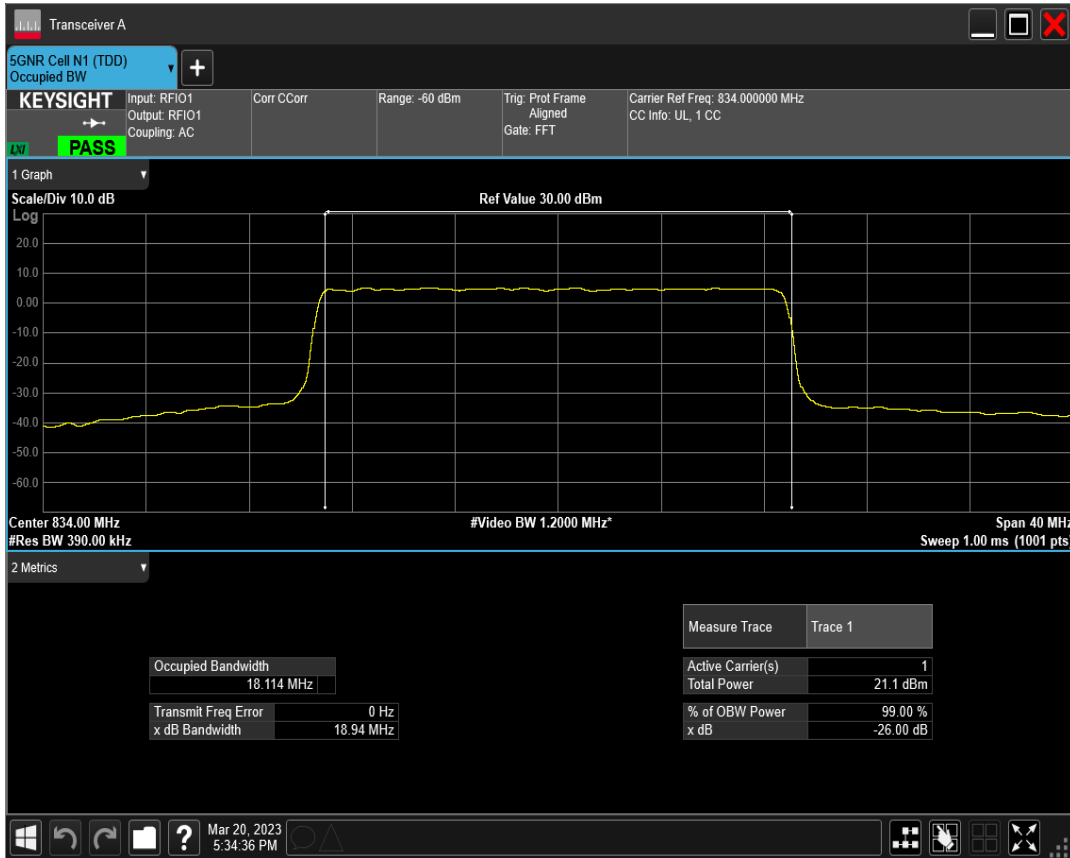 Transceiver A
5GNR Cell N1 (TDD)
Occupied BW
+
KEYSIGHT
LXI
PASS
Input: RFIO1
Output: RFIO1
Coupling: AC
Corr CCorr
Range: -60 dBm
Trig: Prot Frame
Aligned
Gate: FFT
Carrier Ref Freq: 834.000000 MHz
CC Info: UL, 1 CC
1 Graph
Scale/Div 10.0 dB
Ref Value 30.00 dBm
Log
20.0
10.0
0.00
-10.0
-20.0
-30.0
-40.0
-50.0
-60.0
Center 834.00 MHz
#Video BW 1.2000 MHz*
Span 40 MHz
#Res BW 390.00 kHz
Sweep 1.00 ms (1001 pts)
2 Metrics
Measure Trace Trace 1
Occupied Bandwidth
18.114 MHz
Active Carrier(s) 1
Total Power 21.1 dBm
Transmit Freq Error 0 Hz
x dB Bandwidth 18.94 MHz
% of OBW Power 99.00 %
x dB -26.00 dB
?
Mar 20, 2023
5:34:36 PM